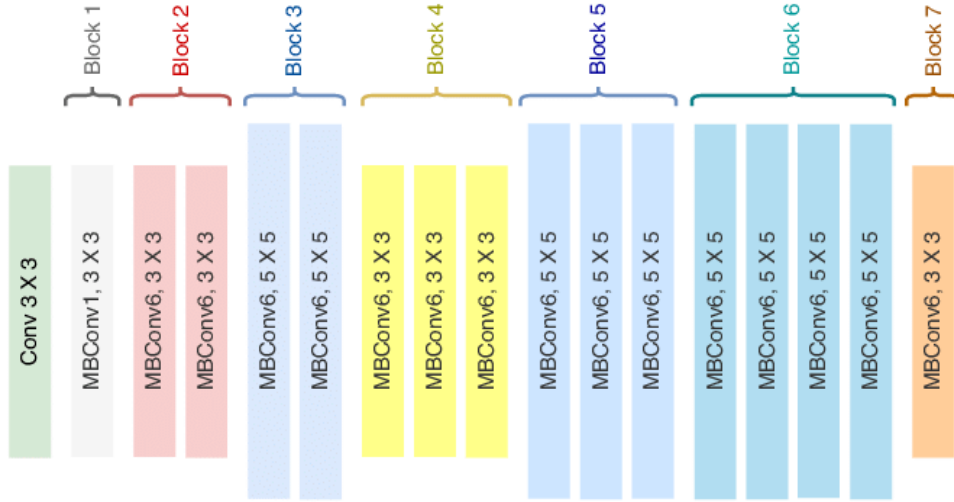 Block 1
Block 2
Block 3
Block 4
Block 5
Block 6
Block 7
Conv 3 X 3
MBConv1, 3 X 3
MBConv6, 3 X 3
MBConv6, 3 X 3
MBConv6, 5 X 5
MBConv6, 5 X 5
MBConv6, 3 X 3
MBConv6, 3 X 3
MBConv6, 3 X 3
MBConv6, 5 X 5
MBConv6, 5 X 5
MBConv6, 5 X 5
MBConv6, 5 X 5
MBConv6, 5 X 5
MBConv6, 5 X 5
MBConv6, 5 X 5
MBConv6, 3 X 3